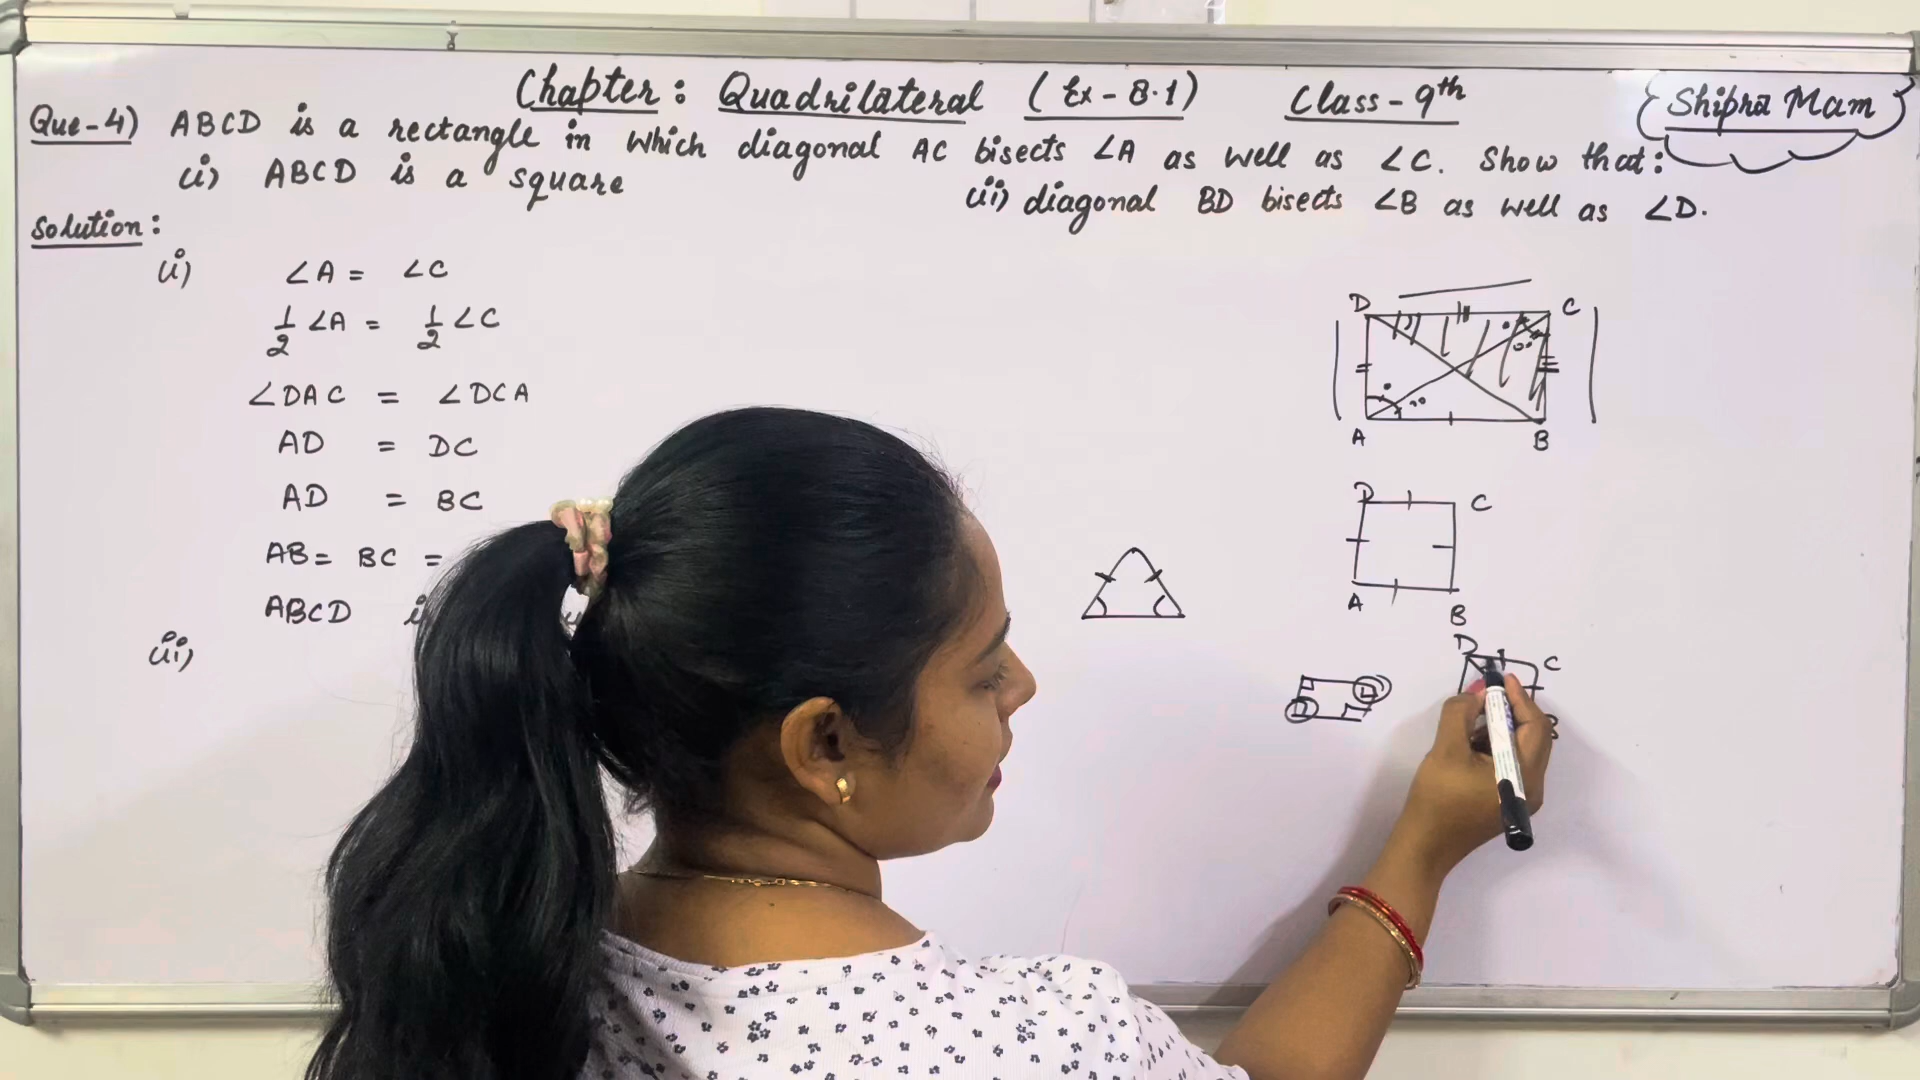 Chapter: Quadrilateral (Ex-8.1) Class-9th
Shipra Mam
Que-4) ABCD is a rectangle in which diagonal AC bisects ∠A as well as ∠C. Show that:
(i) ABCD is a square (ii) diagonal BD bisects ∠B as well as ∠D.
Solution:
(i) ∠A = ∠C
1/2 ∠A = 1/2 ∠C
∠DAC = ∠DCA
AD = DC
AD = BC
AB = BC =
ABCD
(ii)
D C
A B
D C
A B
D C